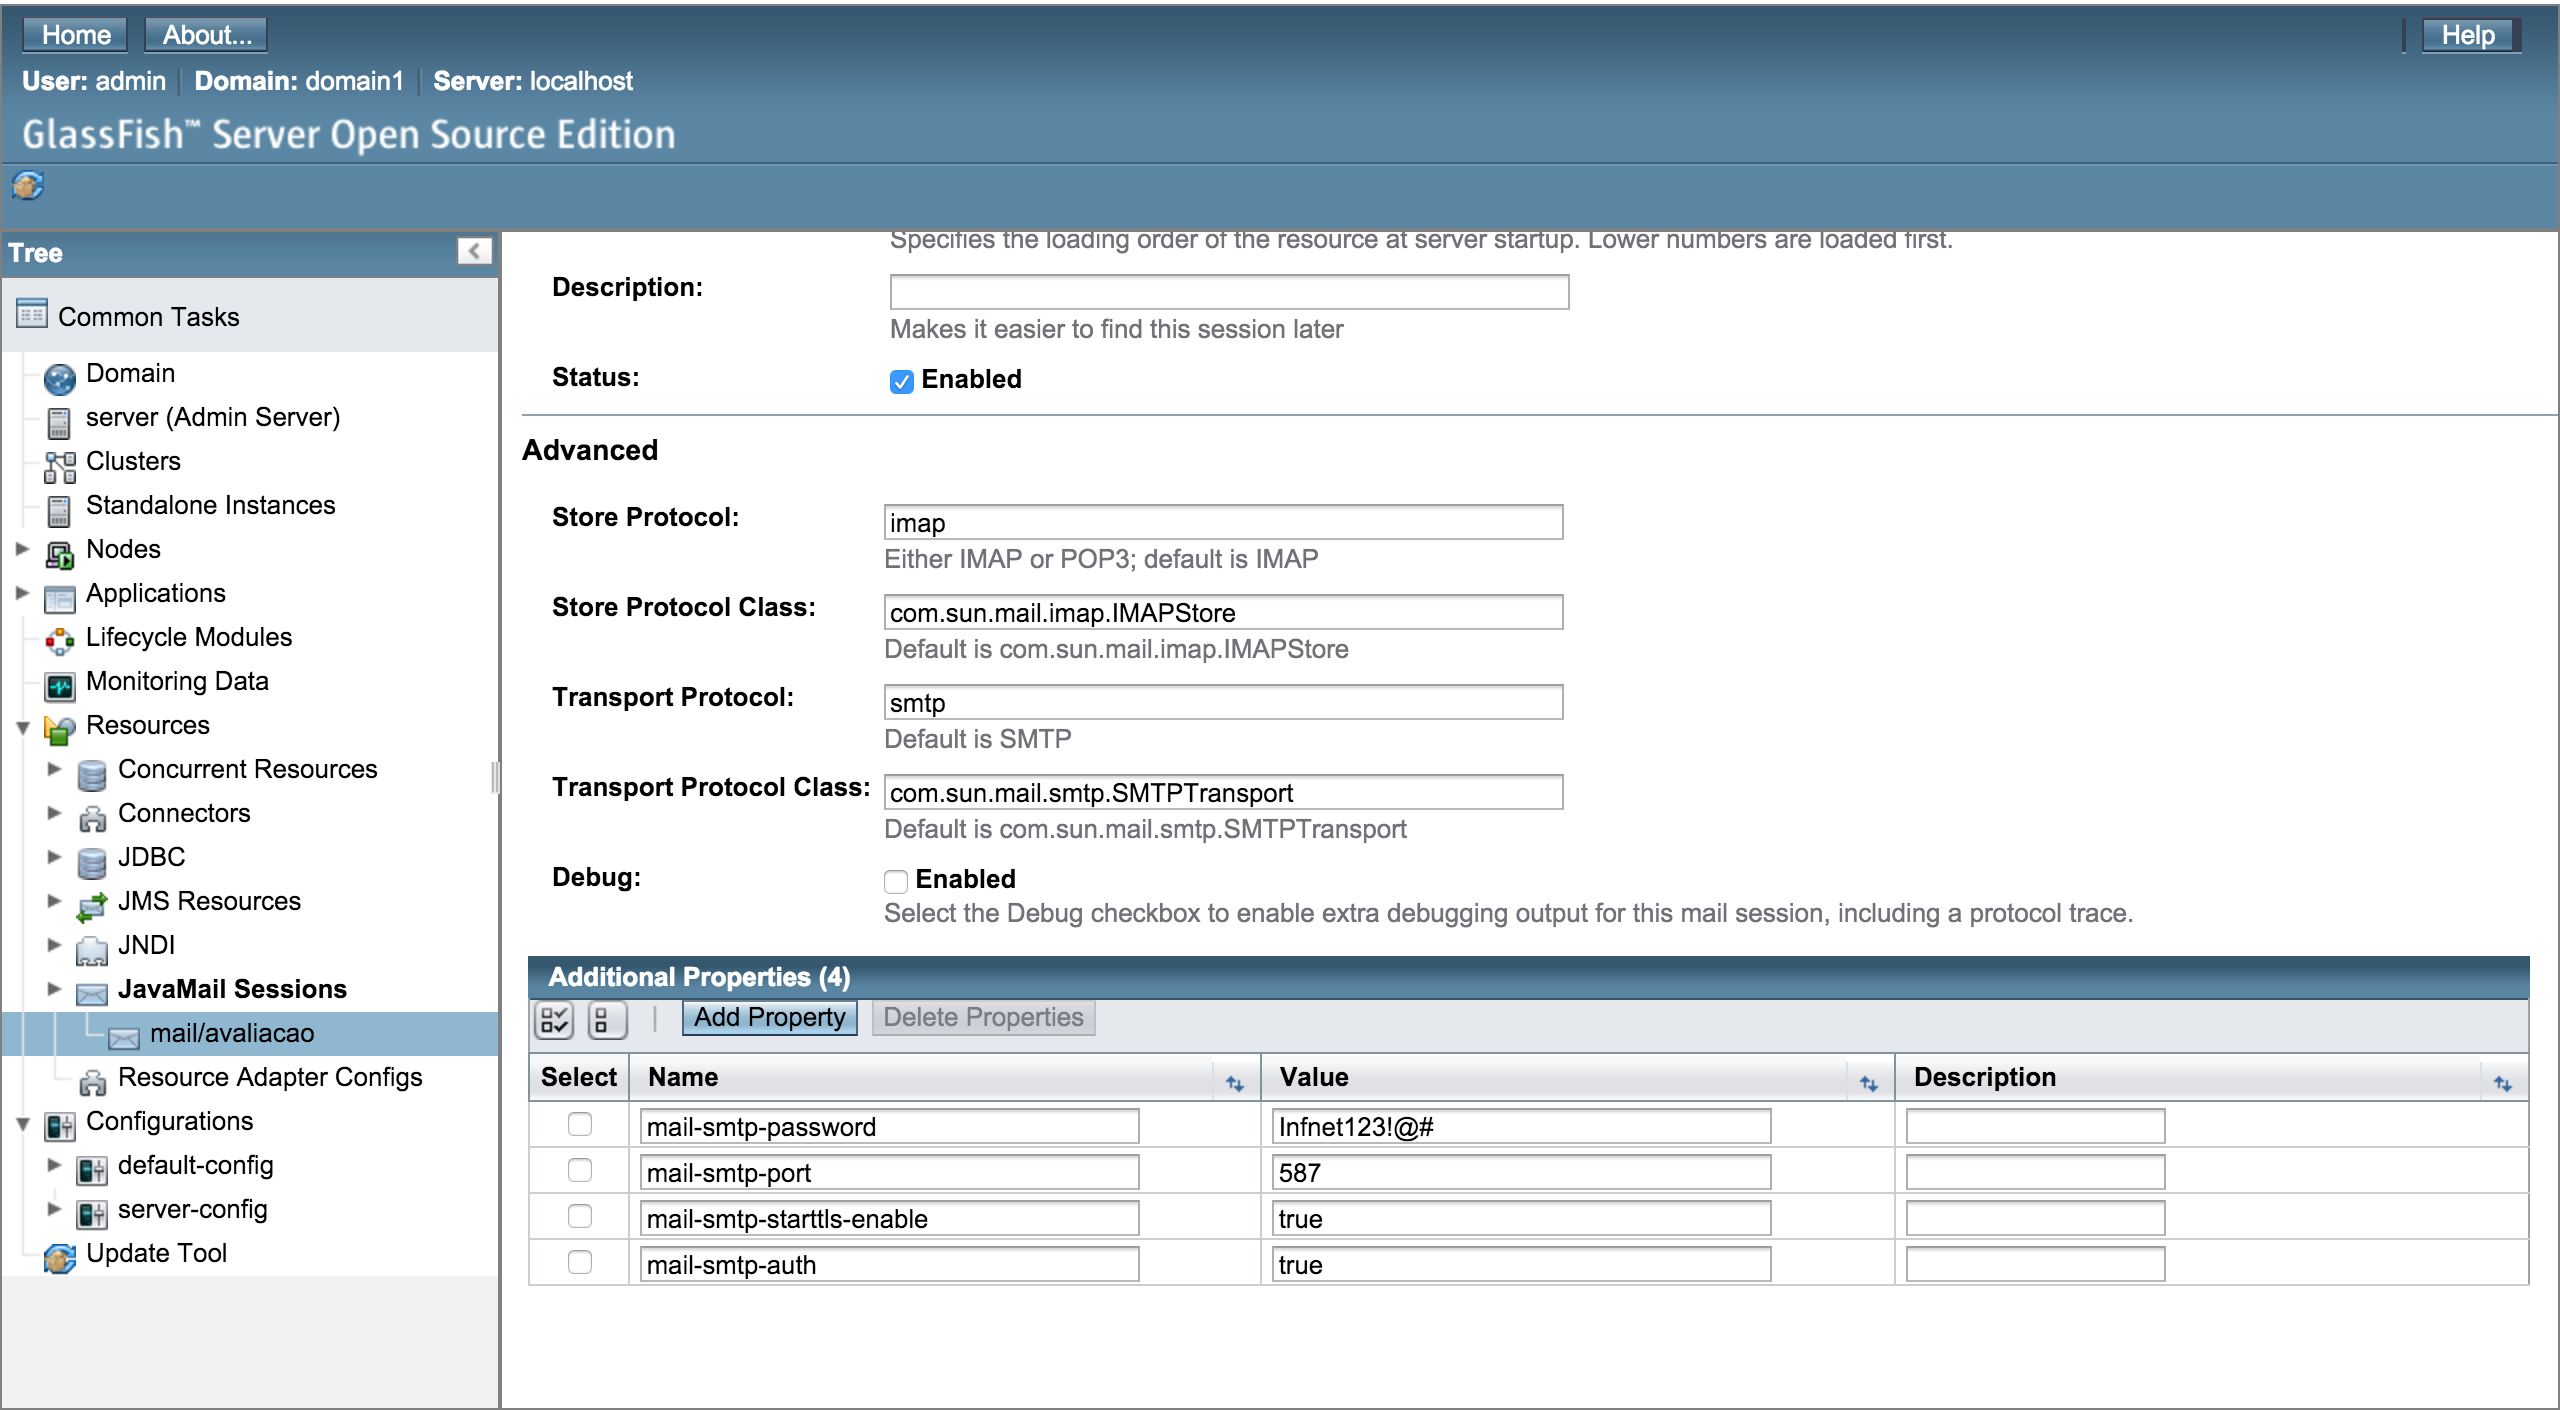 Home About... Help
User: admin Domain: domain1 Server: localhost
GlassFish™ Server Open Source Edition
Tree
Common Tasks
Domain
server (Admin Server)
Clusters
Standalone Instances
Nodes
Applications
Lifecycle Modules
Monitoring Data
Resources
Concurrent Resources
Connectors
JDBC
JMS Resources
JNDI
JavaMail Sessions
mail/avaliacao
Resource Adapter Configs
Configurations
default-config
server-config
Update Tool
Specifies the loading order of the resource at server startup. Lower numbers are loaded first.
Description:
Makes it easier to find this session later
Status: Enabled
Advanced
Store Protocol: imap
Either IMAP or POP3; default is IMAP
Store Protocol Class: com.sun.mail.imap.IMAPStore
Default is com.sun.mail.imap.IMAPStore
Transport Protocol: smtp
Default is SMTP
Transport Protocol Class: com.sun.mail.smtp.SMTPTransport
Default is com.sun.mail.smtp.SMTPTransport
Debug: Enabled
Select the Debug checkbox to enable extra debugging output for this mail session, including a protocol trace.
Additional Properties (4)
Add Property Delete Properties
Select Name Value Description
mail-smtp-password Infnet123!@#
mail-smtp-port 587
mail-smtp-starttls-enable true
mail-smtp-auth true